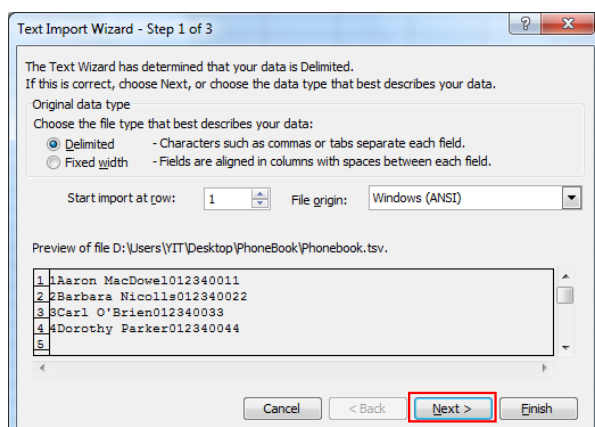 Text Import Wizard - Step 1 of 3
The Text Wizard has determined that your data is Delimited.
If this is correct, choose Next, or choose the data type that best describes your data.
Original data type
Choose the file type that best describes your data:
Delimited - Characters such as commas or tabs separate each field.
Fixed width - Fields are aligned in columns with spaces between each field.
Start import at row: 1 File origin: Windows (ANSI)
Preview of file D:\Users\YIT\Desktop\PhoneBook\Phonebook.tsv.
1 1Aaron MacDowel012340011
2 2Barbara Nicolls012340022
3 3Carl O'Brien012340033
4 4Dorothy Parker012340044
5
Cancel < Back Next > Finish